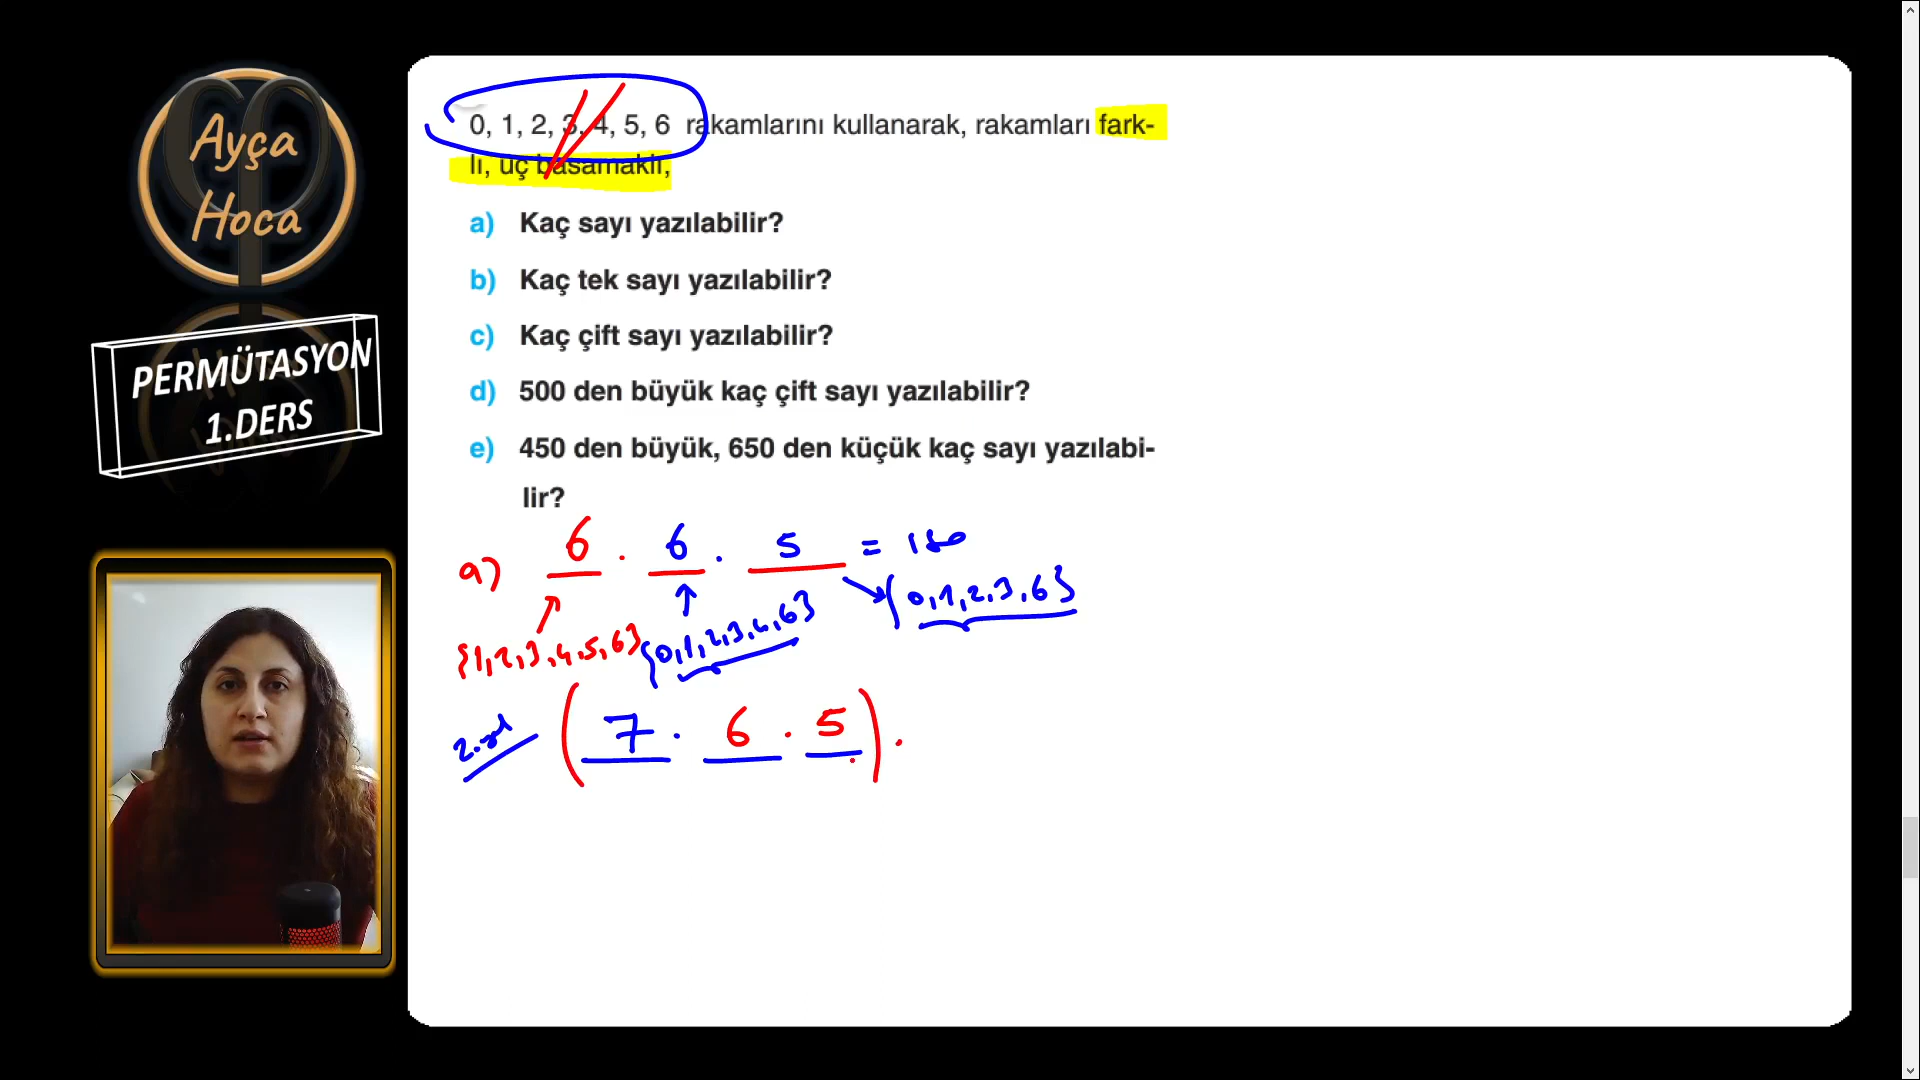 Ayça
Hoca
PERMÜTASYON
1.DERS
0, 1, 2, 3, 4, 5, 6 rakamlarını kullanarak, rakamları fark-
lı, üç basamaklı,
a) Kaç sayı yazılabilir?
b) Kaç tek sayı yazılabilir?
c) Kaç çift sayı yazılabilir?
d) 500 den büyük kaç çift sayı yazılabilir?
e) 450 den büyük, 650 den küçük kaç sayı yazılabi-
lir?
a) 6 . 6 . 5 = 180
{0,1,2,3,6}
{1,2,3,4,5,6} {0,1,2,3,4,6}
2.yol (7 . 6 . 5) .